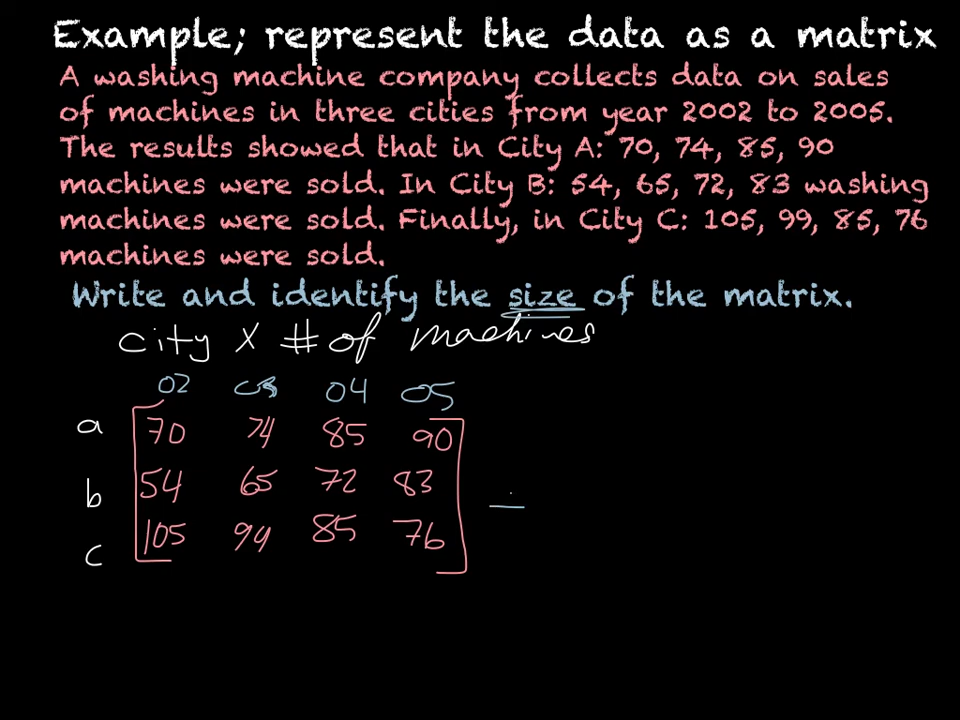 Example; represent the data as a matrix
A washing machine company collects data on sales
of machines in three cities from year 2002 to 2005.
The results showed that in City A: 70, 74, 85, 90
machines were sold. In City B: 54, 65, 72, 83 washing
machines were sold. Finally, in City C: 105, 99, 85, 76
machines were sold.
Write and identify the size of the matrix.
city X # of machines
02 03 04 05
a 70 74 85 90
b 54 65 72 83
c 105 99 85 76